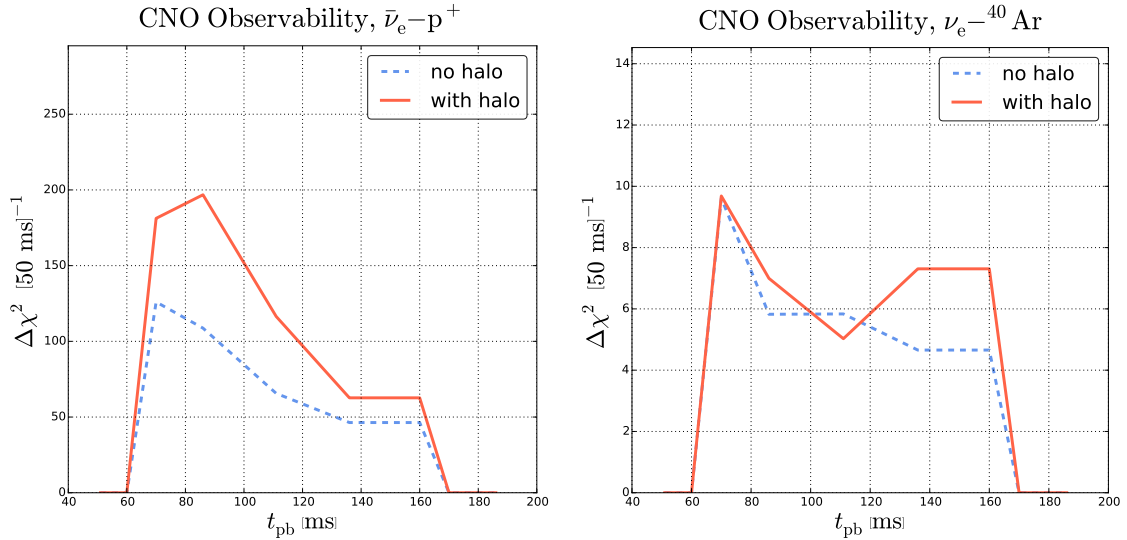 CNO Observability, ν̄ₑ−p⁺
no halo
with halo
250
200
150
100
50
0
Δχ² [50 ms]⁻¹
40 60 80 100 120 140 160 180 200
t_pb [ms]
CNO Observability, νₑ−⁴⁰Ar
no halo
with halo
14
12
10
8
6
4
2
0
Δχ² [50 ms]⁻¹
40 60 80 100 120 140 160 180 200
t_pb [ms]